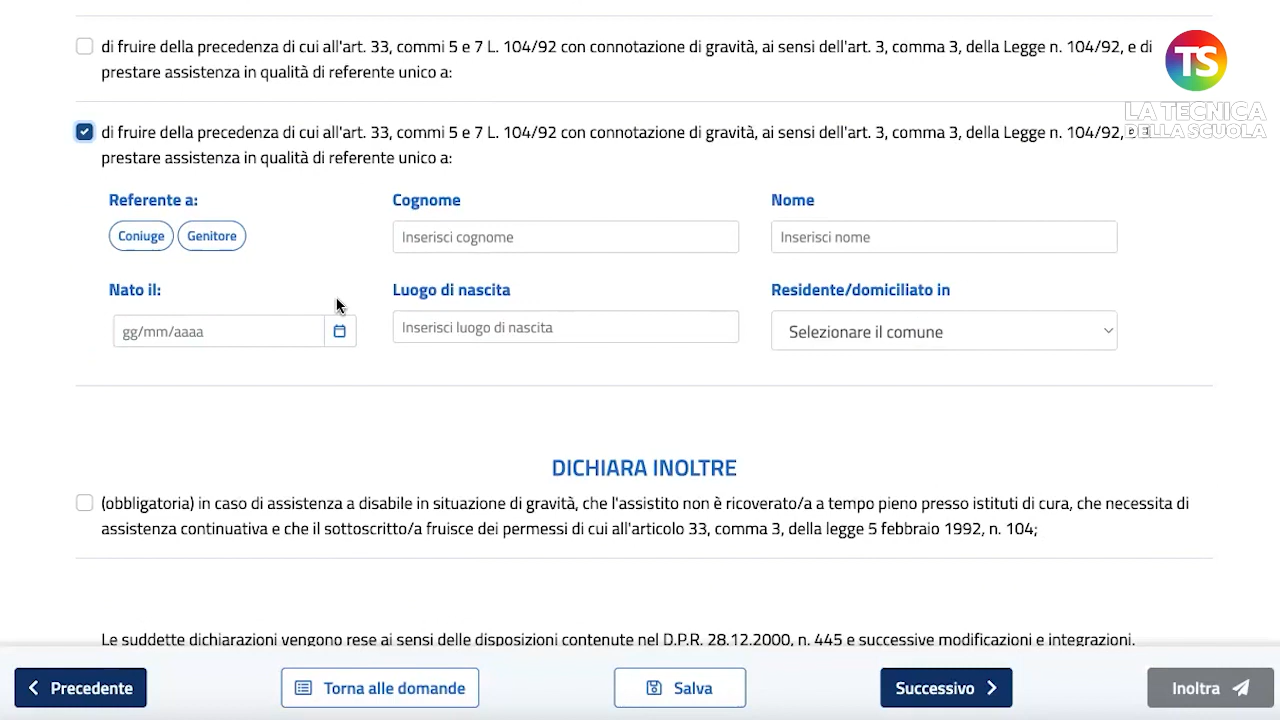 di fruire della precedenza di cui all'art. 33, commi 5 e 7 L. 104/92 con connotazione di gravità, ai sensi dell'art. 3, comma 3, della Legge n. 104/92, e di
prestare assistenza in qualità di referente unico a:
TS
LA TECNICA
DELLA SCUOLA
di fruire della precedenza di cui all'art. 33, commi 5 e 7 L. 104/92 con connotazione di gravità, ai sensi dell'art. 3, comma 3, della Legge n. 104/92,
prestare assistenza in qualità di referente unico a:
Referente a: Cognome Nome
Coniuge Genitore Inserisci cognome Inserisci nome
Nato il: Luogo di nascita Residente/domiciliato in
gg/mm/aaaa Inserisci luogo di nascita Selezionare il comune
DICHIARA INOLTRE
(obbligatoria) in caso di assistenza a disabile in situazione di gravità, che l'assistito non è ricoverato/a a tempo pieno presso istituti di cura, che necessita di
assistenza continuativa e che il sottoscritto/a fruisce dei permessi di cui all'articolo 33, comma 3, della legge 5 febbraio 1992, n. 104;
Le suddette dichiarazioni vengono rese ai sensi delle disposizioni contenute nel D.P.R. 28.12.2000, n. 445 e successive modificazioni e integrazioni.
Precedente Torna alle domande Salva Successivo Inoltra